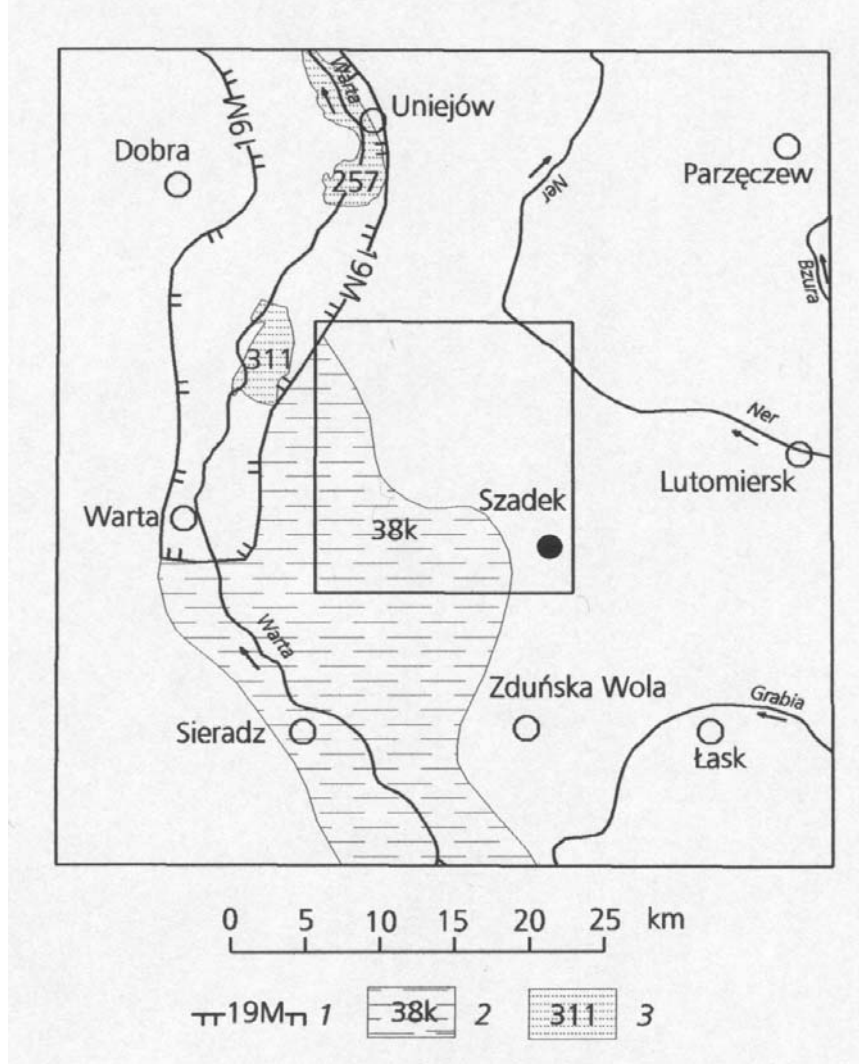 Warta
19M
Uniejów
Dobra
Parzęczew
257
Ner
19M
Bzura
311
Ner
Lutomiersk
Szadek
Warta
38k
Warta
Zduńska Wola
Grabia
Sieradz
Łask
0 5 10 15 20 25 km
19M 1 38k 2 311 3